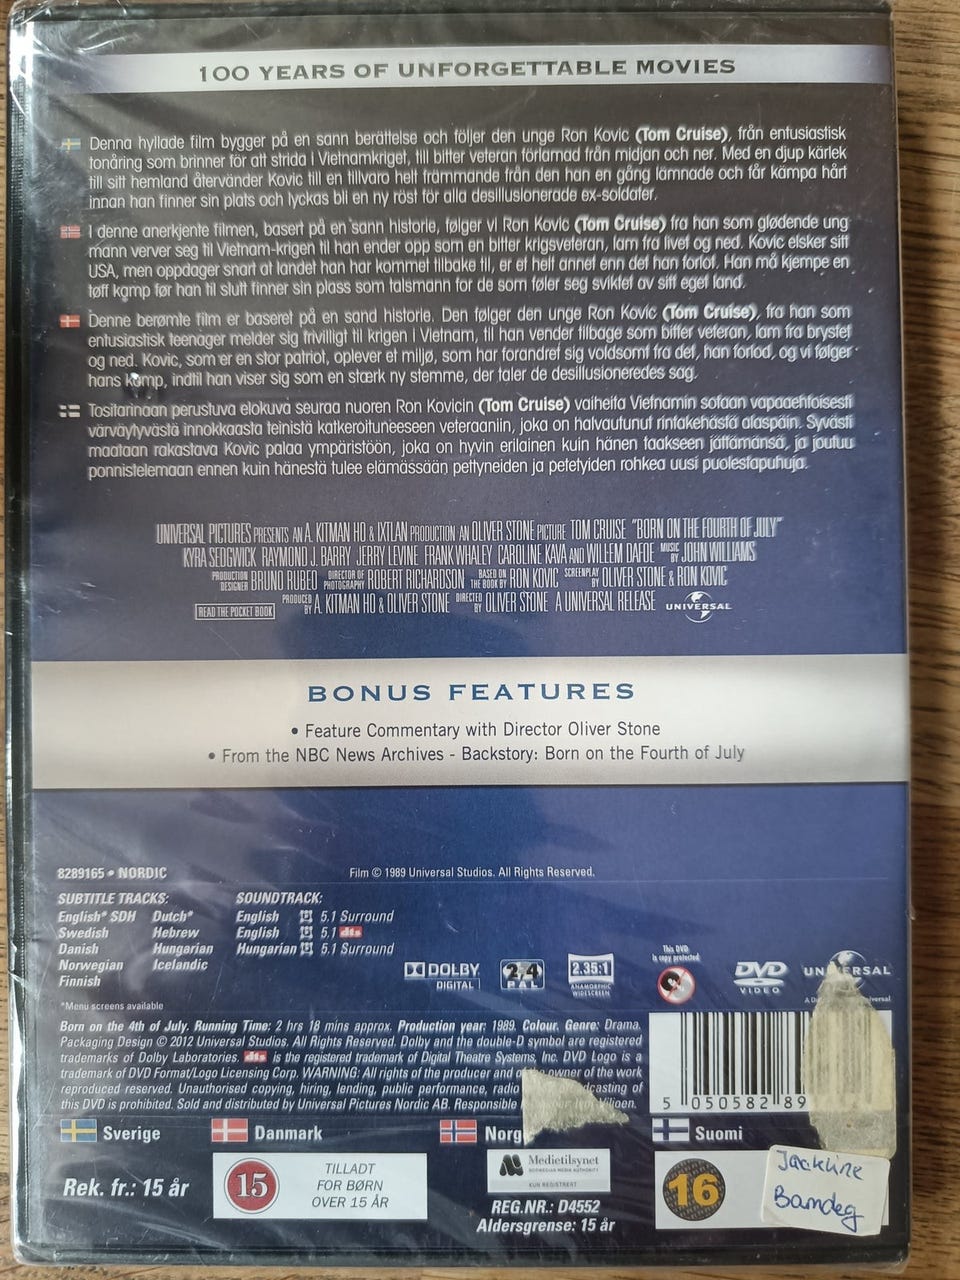 100 YEARS OF UNFORGETTABLE MOVIES
Denna hyllade film bygger på en sann berättelse och följer den unge Ron Kovic (Tom Cruise), från entusiastisk
tonåring som brinner för att strida i Vietnamkriget, till bitter veteran förlamad från midjan och ner. Med en djup kärlek
till sitt hemland återvänder Kovic till en tillvaro helt främmande från den han en gång lämnade och får kämpa hårt
innan han finner sin plats och lyckas bli en ny röst för alla desillusionerade ex-soldater.
I denne anerkjente filmen, basert på en sann historie, følger vi Ron Kovic (Tom Cruise) fra han som glødende ung
mann verver seg til Vietnam-krigen til han ender opp som en bitter krigsveteran, lam fra livet og ned. Kovic elsker sitt
USA, men oppdager snart at landet han har kommet tilbake til, er et helt annet enn det han forlot. Han må kjempe en
tøff kamp før han til slutt finner sin plass som talsmann for de som føler seg sviktet av sitt eget land.
Denne berømte film er baseret på en sand historie. Den følger den unge Ron Kovic (Tom Cruise), fra han som
entusiastisk teenager melder sig frivilligt til krigen i Vietnam, til han vender tilbage som bitter veteran, lam fra brystet
og ned. Kovic, som er en stor patriot, oplever et miljø, som har forandret sig voldsomt fra det, han forlod, og vi følger
hans kamp, indtil han viser sig som en stærk ny stemme, der taler de desillusioneredes sag.
Tositarinaan perustuva elokuva seuraa nuoren Ron Kovicin (Tom Cruise) vaiheita Vietnamin sotaan vapaaehtoisesti
värväytyvästä innokkaasta teinistä katkeroituneeseen veteraaniin, joka on halvautunut rintakehästä alaspäin. Syvästi
maataan rakastava Kovic palaa ympäristöön, joka on hyvin erilainen kuin hänen taakseen jättämänsä, ja joutuu
ponnistelemaan ennen kuin hänestä tulee elämässään pettyneiden ja petetyiden rohkea uusi puolestapuhuja.
UNIVERSAL PICTURES PRESENTS AN A. KITMAN HO & IXTLAN PRODUCTION AN OLIVER STONE PICTURE TOM CRUISE "BORN ON THE FOURTH OF JULY"
KYRA SEDGWICK RAYMOND J. BARRY JERRY LEVINE FRANK WHALEY CAROLINE KAVA AND WILLEM DAFOE MUSIC BY JOHN WILLIAMS
PRODUCTION DESIGNER BRUNO RUBEO DIRECTOR OF PHOTOGRAPHY ROBERT RICHARDSON BASED ON THE BOOK BY RON KOVIC SCREENPLAY BY OLIVER STONE & RON KOVIC
READ THE POCKET BOOK PRODUCED BY A. KITMAN HO & OLIVER STONE DIRECTED BY OLIVER STONE A UNIVERSAL RELEASE UNIVERSAL
BONUS FEATURES
• Feature Commentary with Director Oliver Stone
• From the NBC News Archives - Backstory: Born on the Fourth of July
8289165 • NORDIC Film © 1989 Universal Studios. All Rights Reserved.
SUBTITLE TRACKS: SOUNDTRACK:
English* SDH Dutch* English 5.1 Surround
Swedish Hebrew English 5.1 dts
Danish Hungarian Hungarian 5.1 Surround
Norwegian Icelandic
Finnish
*Menu screens available
DOLBY DIGITAL
2,4 PAL
2.35:1 ANAMORPHIC WIDESCREEN
This DVD is copy protected
DVD VIDEO
UNIVERSAL
Born on the 4th of July. Running Time: 2 hrs 18 mins approx. Production year: 1989. Colour. Genre: Drama.
Packaging Design © 2012 Universal Studios. All Rights Reserved. Dolby and the double-D symbol are registered
trademarks of Dolby Laboratories. dts is the registered trademark of Digital Theatre Systems, Inc. DVD Logo is a
trademark of DVD Format/Logo Licensing Corp. WARNING: All rights of the producer and of the owner of the work
reproduced reserved. Unauthorised copying, hiring, lending, public performance, radio dcasting of
this DVD is prohibited. Sold and distributed by Universal Pictures Nordic AB. Responsible
5 050582 89
Sverige Danmark Norg Suomi
Rek. fr.: 15 år
15
TILLADT
FOR BØRN
OVER 15 ÅR
Medietilsynet
NORWEGIAN MEDIA AUTHORITY
KUN REGISTRERT
REG.NR.: D4552
Aldersgrense: 15 år
16
Jackline
Bamdeg